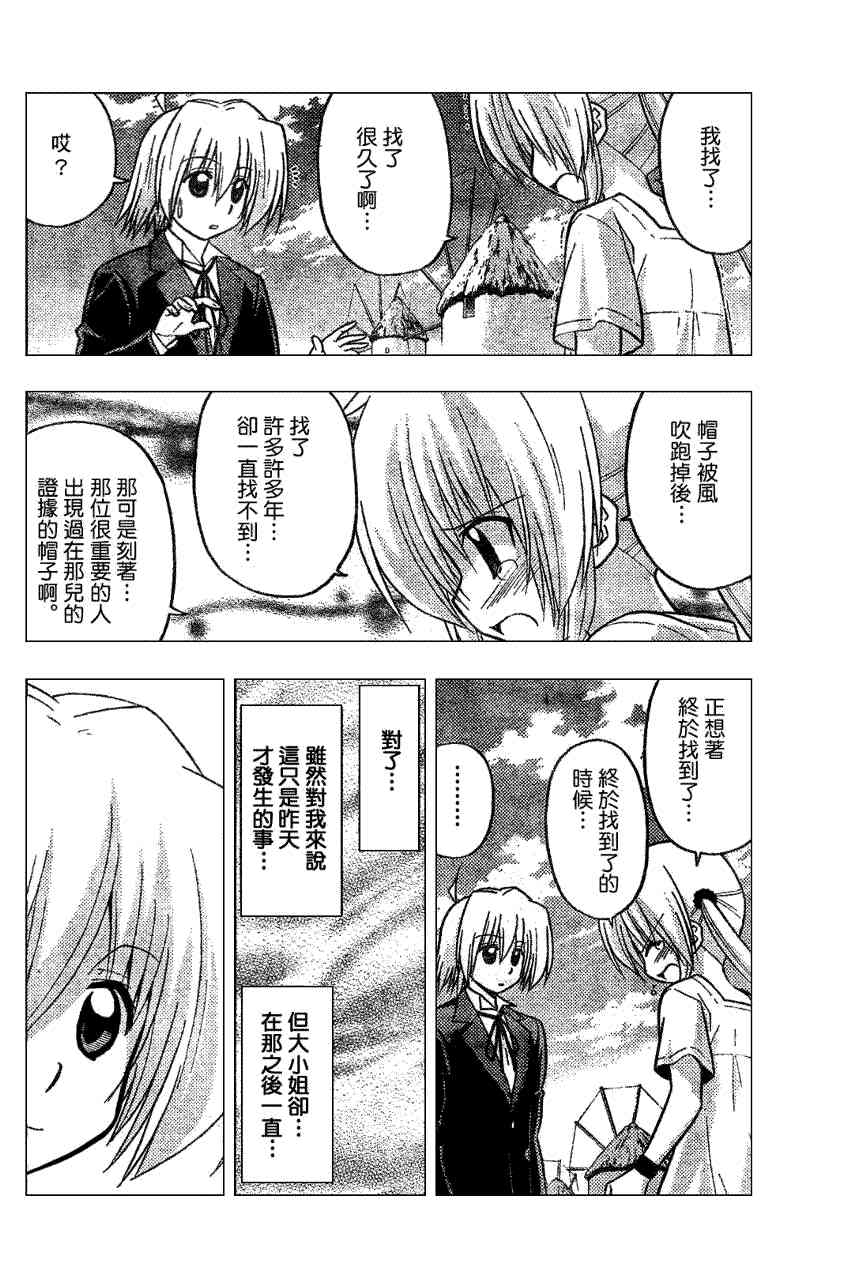 我找了…
找了
很久了啊…
哎？
帽子被風
吹跑掉後…
找了
許多許多年…
卻一直找不到…
那可是刻著…
那位很重要的人
出現過在那兒的
證據的帽子啊。
正想著
終於找到了…
終於找到了的
時候…
………
對了…
雖然對我來說
這只是昨天
才發生的事…
但大小姐卻…
在那之後一直…